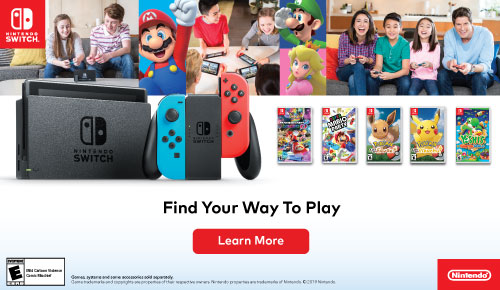 NINTENDO
SWITCH.
NINTENDO
SWITCH
MARIO
PARTY
Find Your Way To Play
Learn More
EVERYONE
E
ESRB
Mild Cartoon Violence
Comic Mischief
Games, systems and some accessories sold separately.
Game trademarks and copyrights are properties of their respective owners. Nintendo properties are trademarks of Nintendo. © 2019 Nintendo.
Nintendo